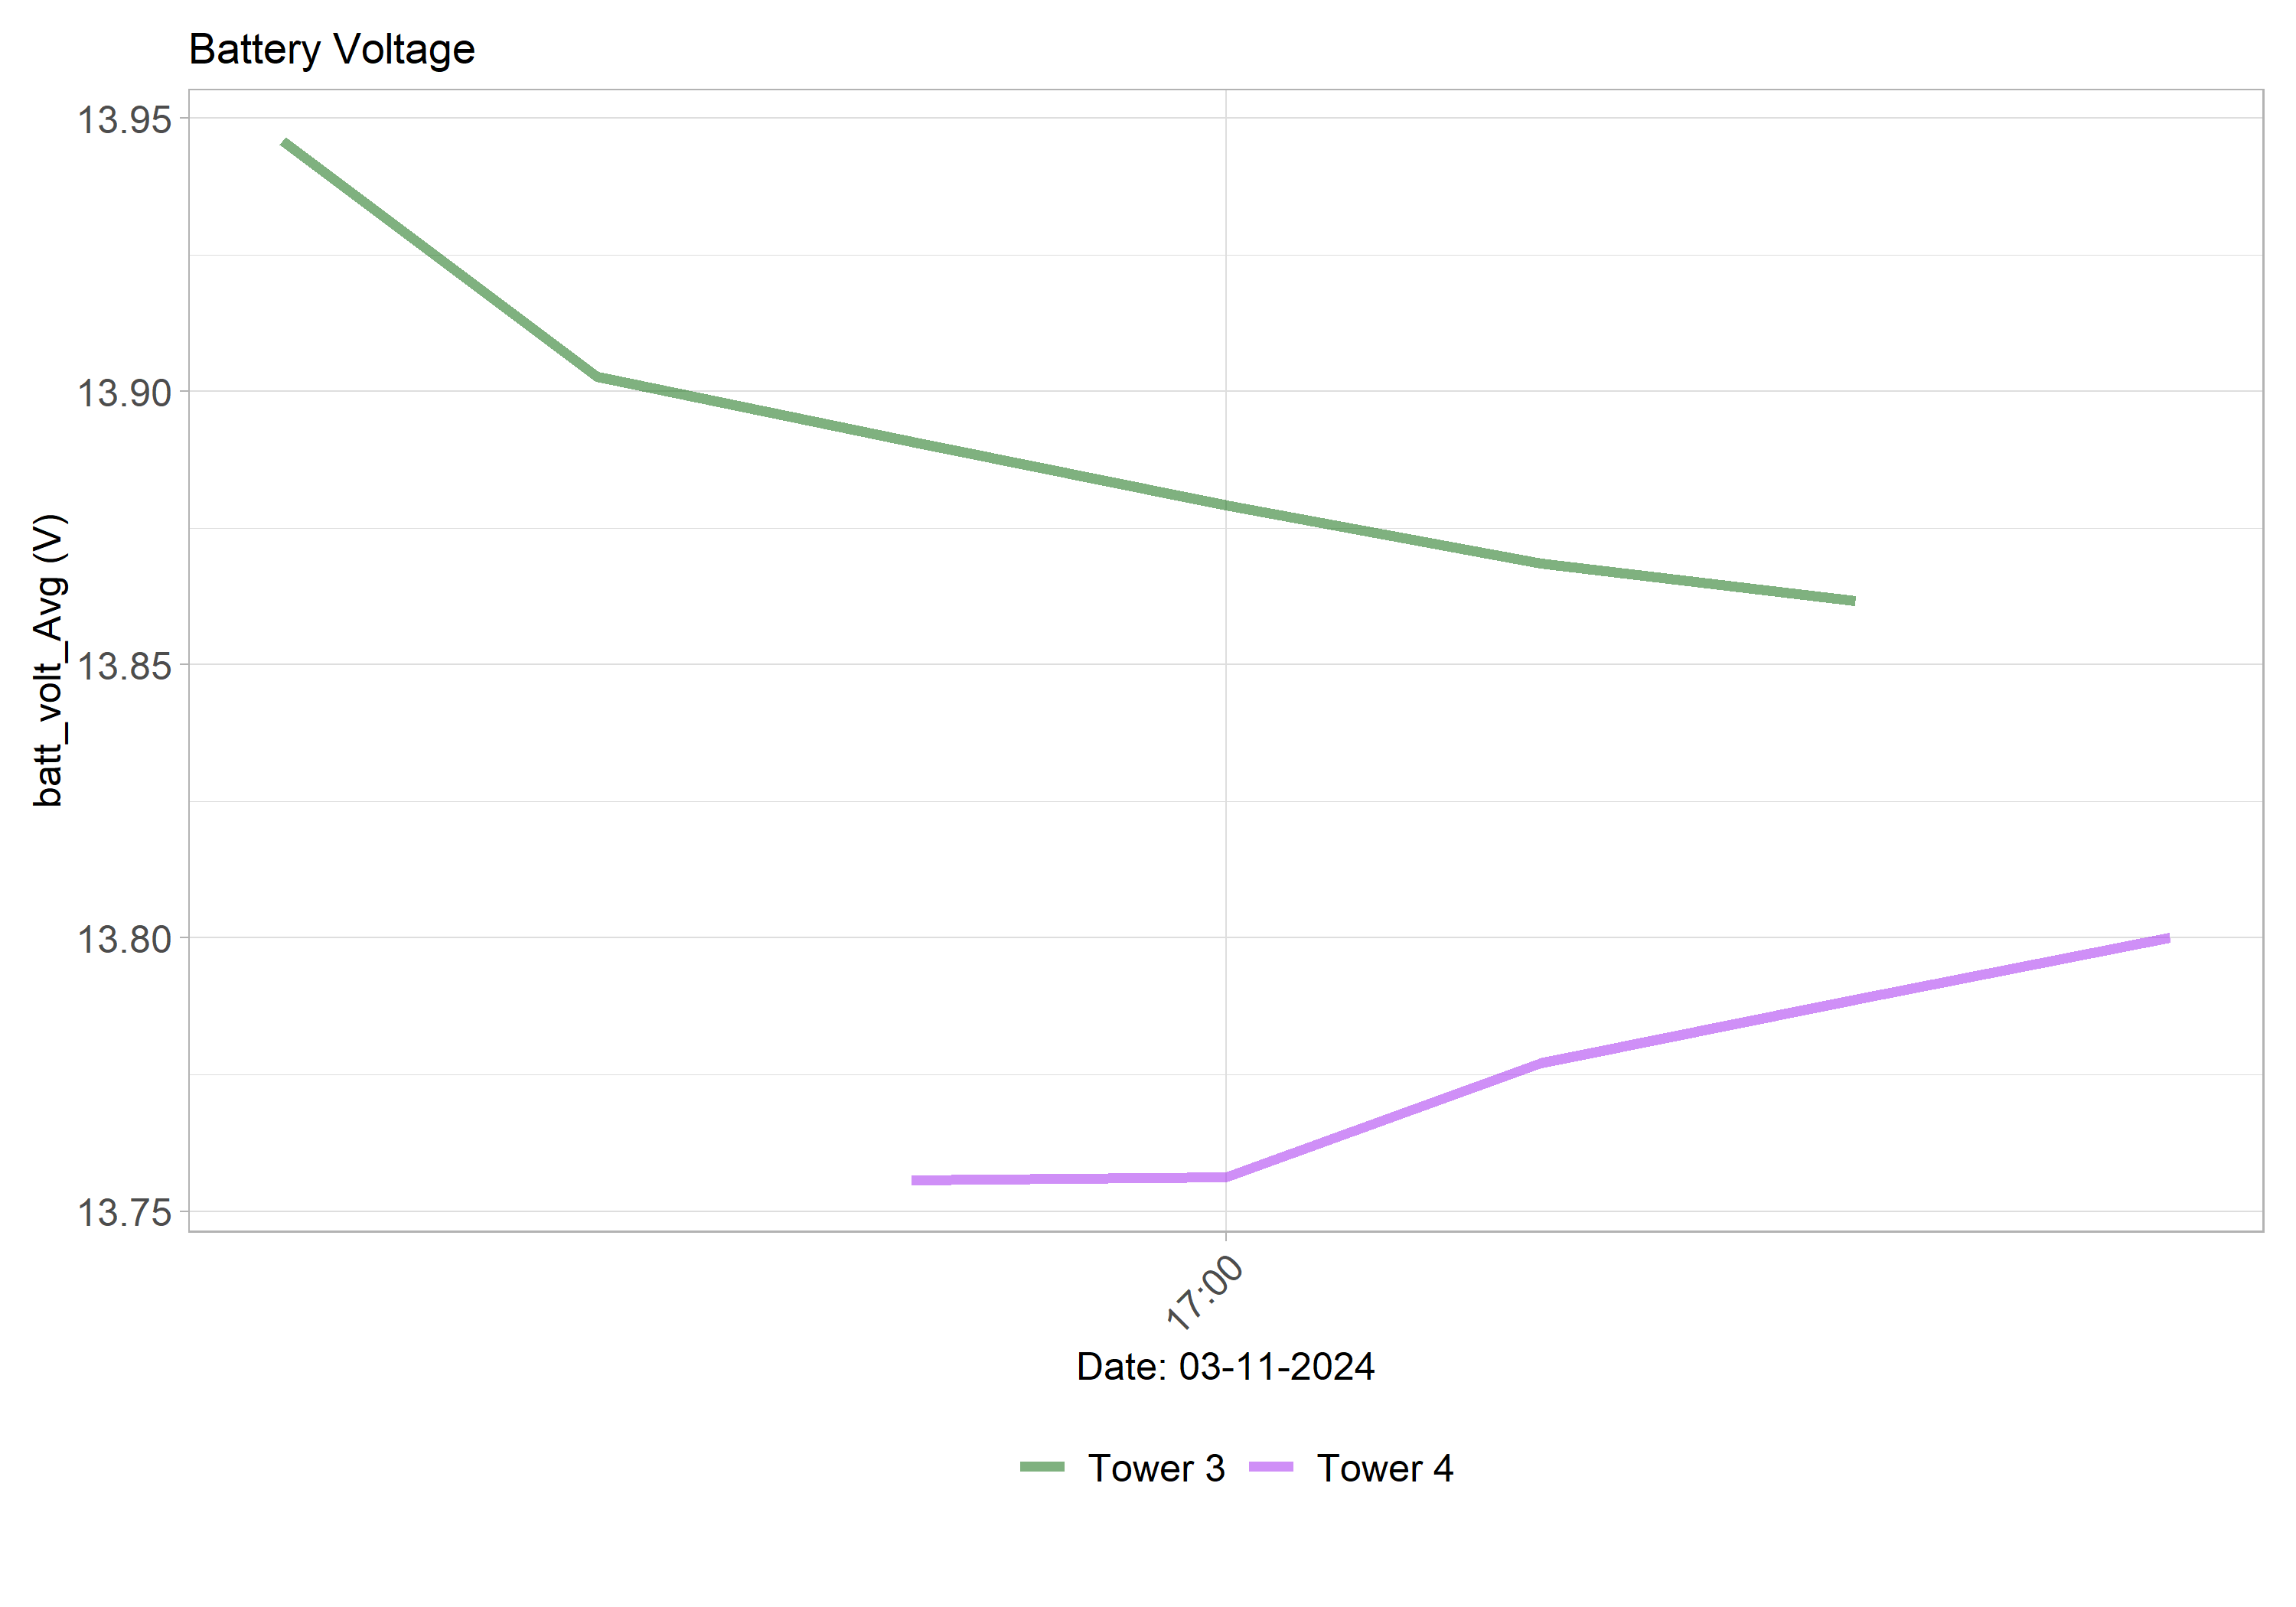 Battery Voltage
batt_volt_Avg (V)
13.95
13.90
13.85
13.80
13.75
17:00
Date: 03-11-2024
Tower 3 Tower 4